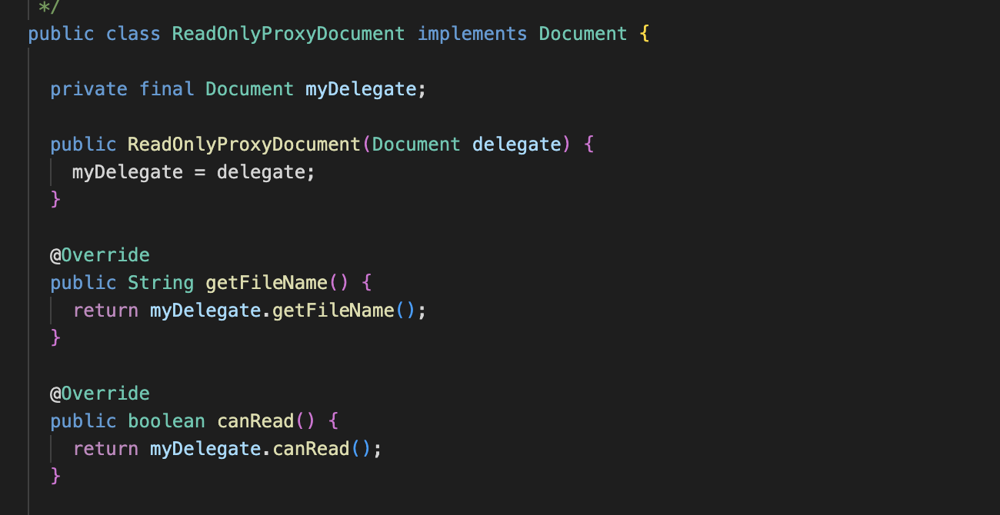 */
public class ReadOnlyProxyDocument implements Document {
private final Document myDelegate;
public ReadOnlyProxyDocument(Document delegate) {
myDelegate = delegate;
}
@Override
public String getFileName() {
return myDelegate.getFileName();
}
@Override
public boolean canRead() {
return myDelegate.canRead();
}